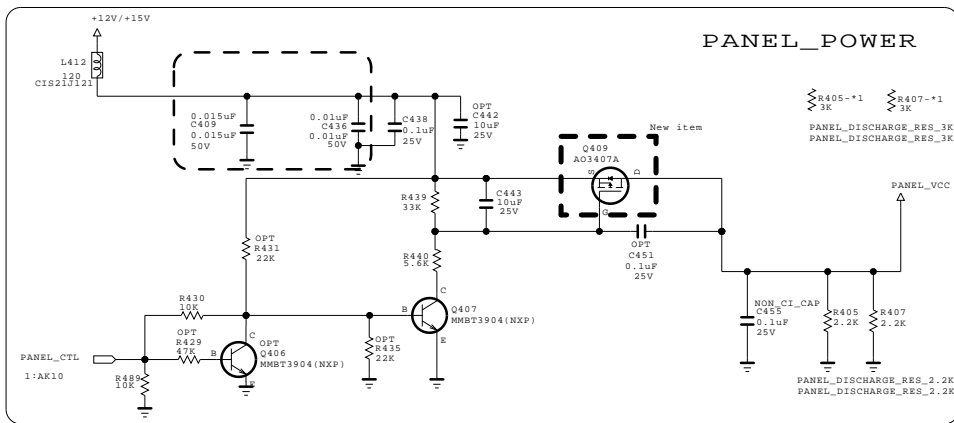 PANEL_POWER
+12V/+15V
L412
120
CIS21J121
0.015uF
C409
0.015uF
50V
0.01uF
C436
0.01uF
50V
C438
0.1uF
25V
OPT
C442
10uF
25V
R405-*1
3K
R407-*1
3K
PANEL_DISCHARGE_RES_3K
PANEL_DISCHARGE_RES_3K
New item
Q409
AO3407A
S
D
G
PANEL_VCC
R439
33K
C443
10uF
25V
OPT
C451
0.1uF
25V
OPT
R431
22K
R440
5.6K
C
B
Q407
MMBT3904(NXP)
E
R430
10K
OPT
R429
47K
B
C
OPT
Q406
MMBT3904(NXP)
E
OPT
R435
22K
PANEL_CTL
1:AK10
R489
10K
NON_CI_CAP
C455
0.1uF
25V
R405
2.2K
R407
2.2K
PANEL_DISCHARGE_RES_2.2K
PANEL_DISCHARGE_RES_2.2K